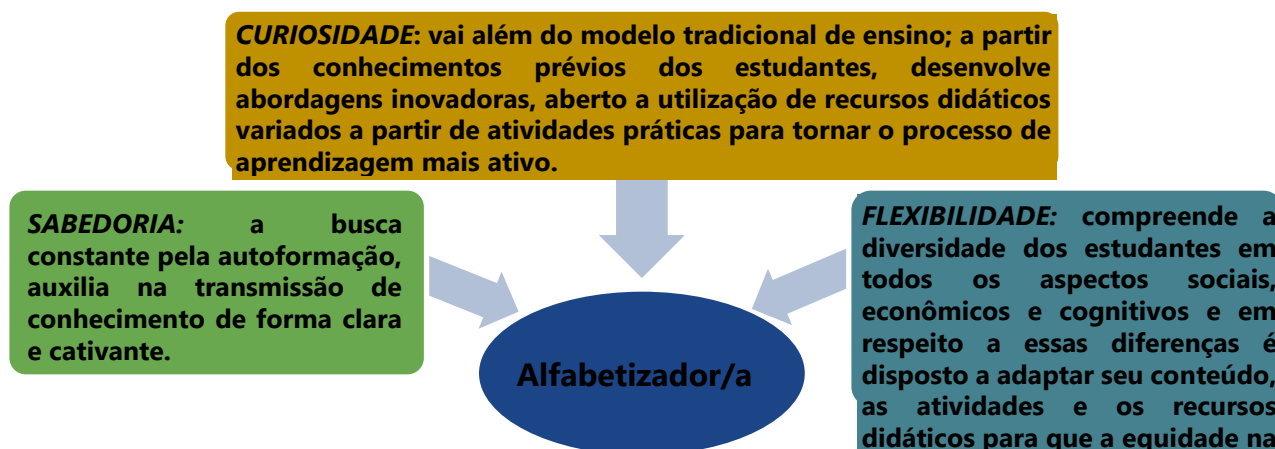 CURIOSIDADE: vai além do modelo tradicional de ensino; a partir
dos conhecimentos prévios dos estudantes, desenvolve
abordagens inovadoras, aberto a utilização de recursos didáticos
variados a partir de atividades práticas para tornar o processo de
aprendizagem mais ativo.
SABEDORIA: a busca
constante pela autoformação,
auxilia na transmissão de
conhecimento de forma clara
e cativante.
FLEXIBILIDADE: compreende a
diversidade dos estudantes em
todos os aspectos sociais,
econômicos e cognitivos e em
respeito a essas diferenças é
disposto a adaptar seu conteúdo,
as atividades e os recursos
didáticos para que a equidade na
Alfabetizador/a